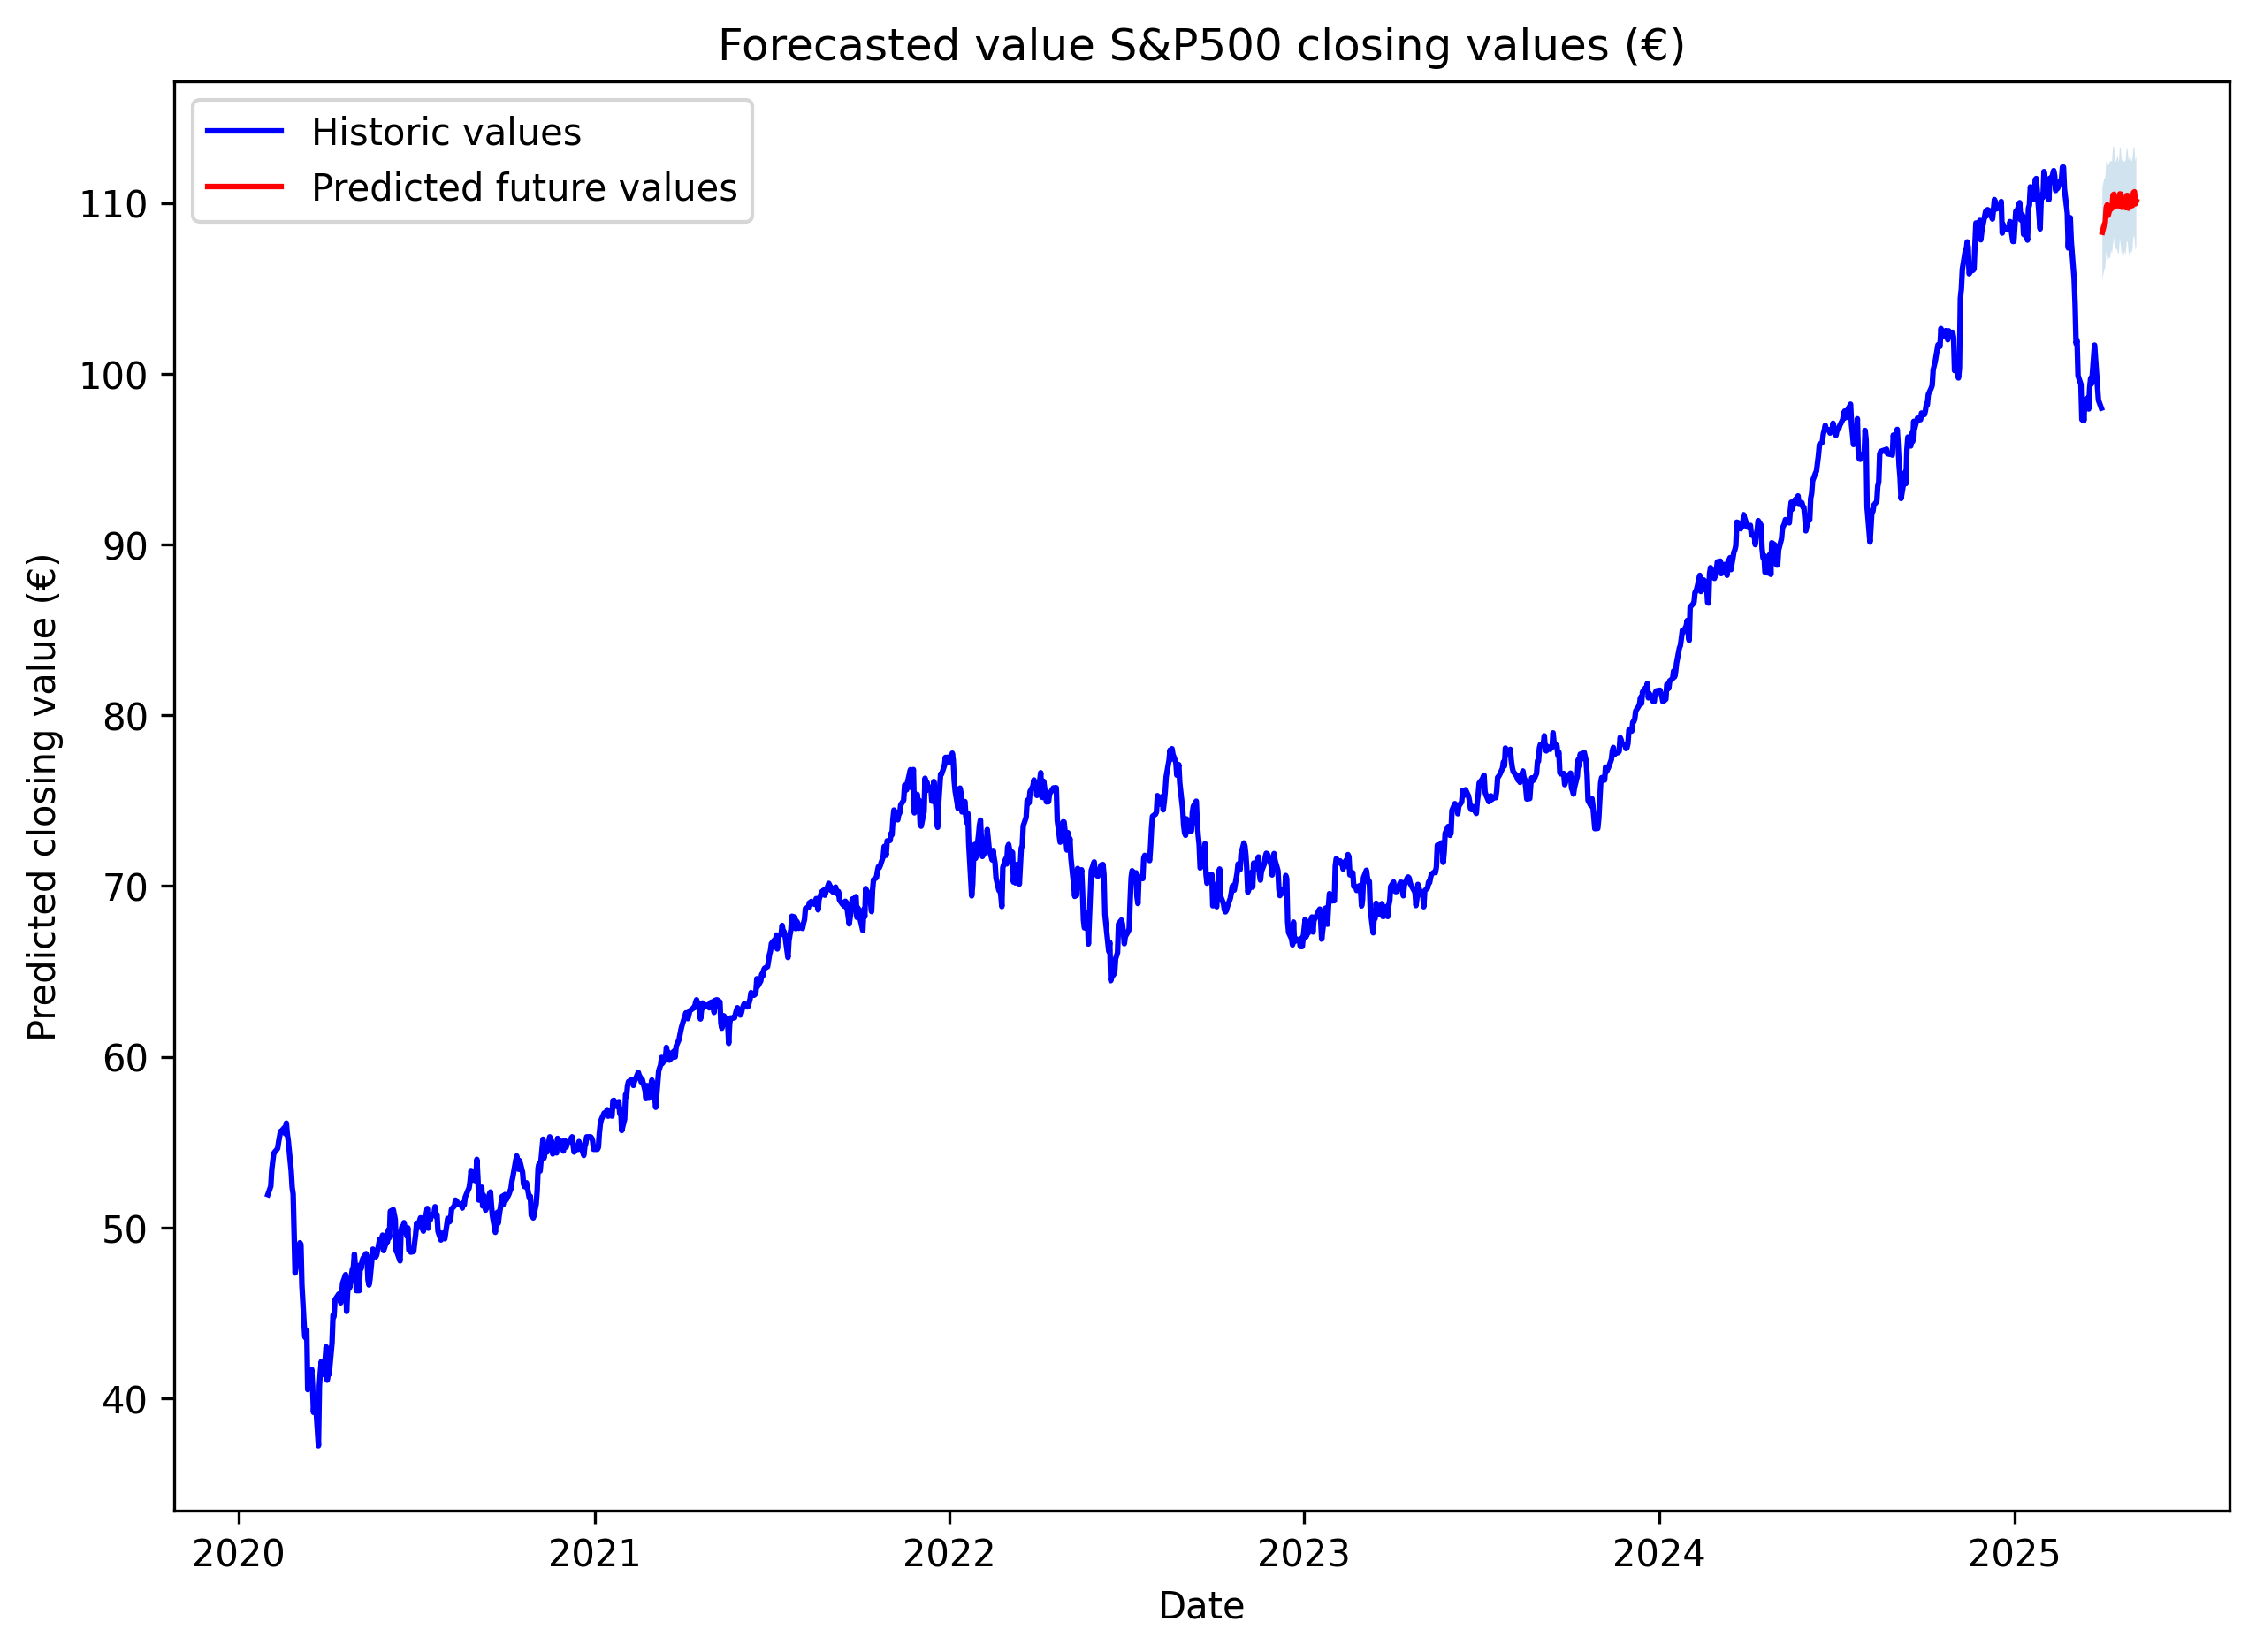 Forecasted value S&P500 closing values (€)
Historic values
Predicted future values
110
100
90
80
70
60
50
40
Predicted closing value (€)
2020 2021 2022 2023 2024 2025
Date